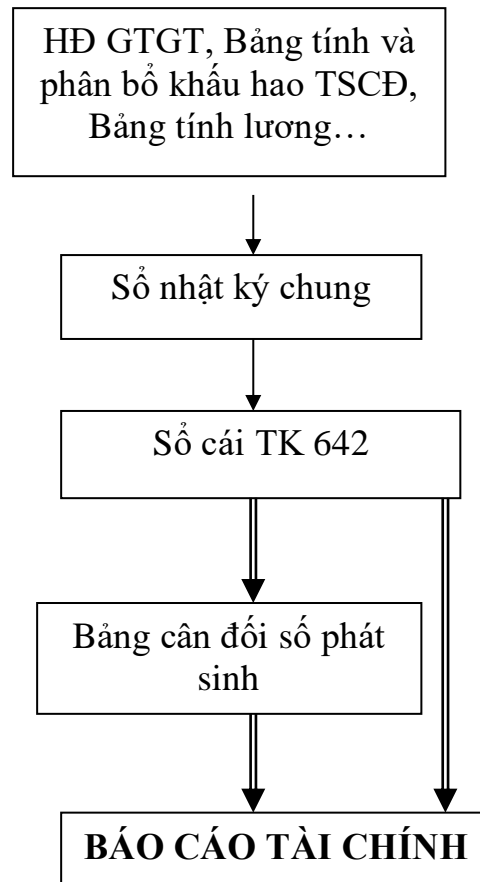 HĐ GTGT, Bảng tính và
phân bổ khấu hao TSCĐ,
Bảng tính lương…
Sổ nhật ký chung
Sổ cái TK 642
Bảng cân đối số phát
sinh
BÁO CÁO TÀI CHÍNH